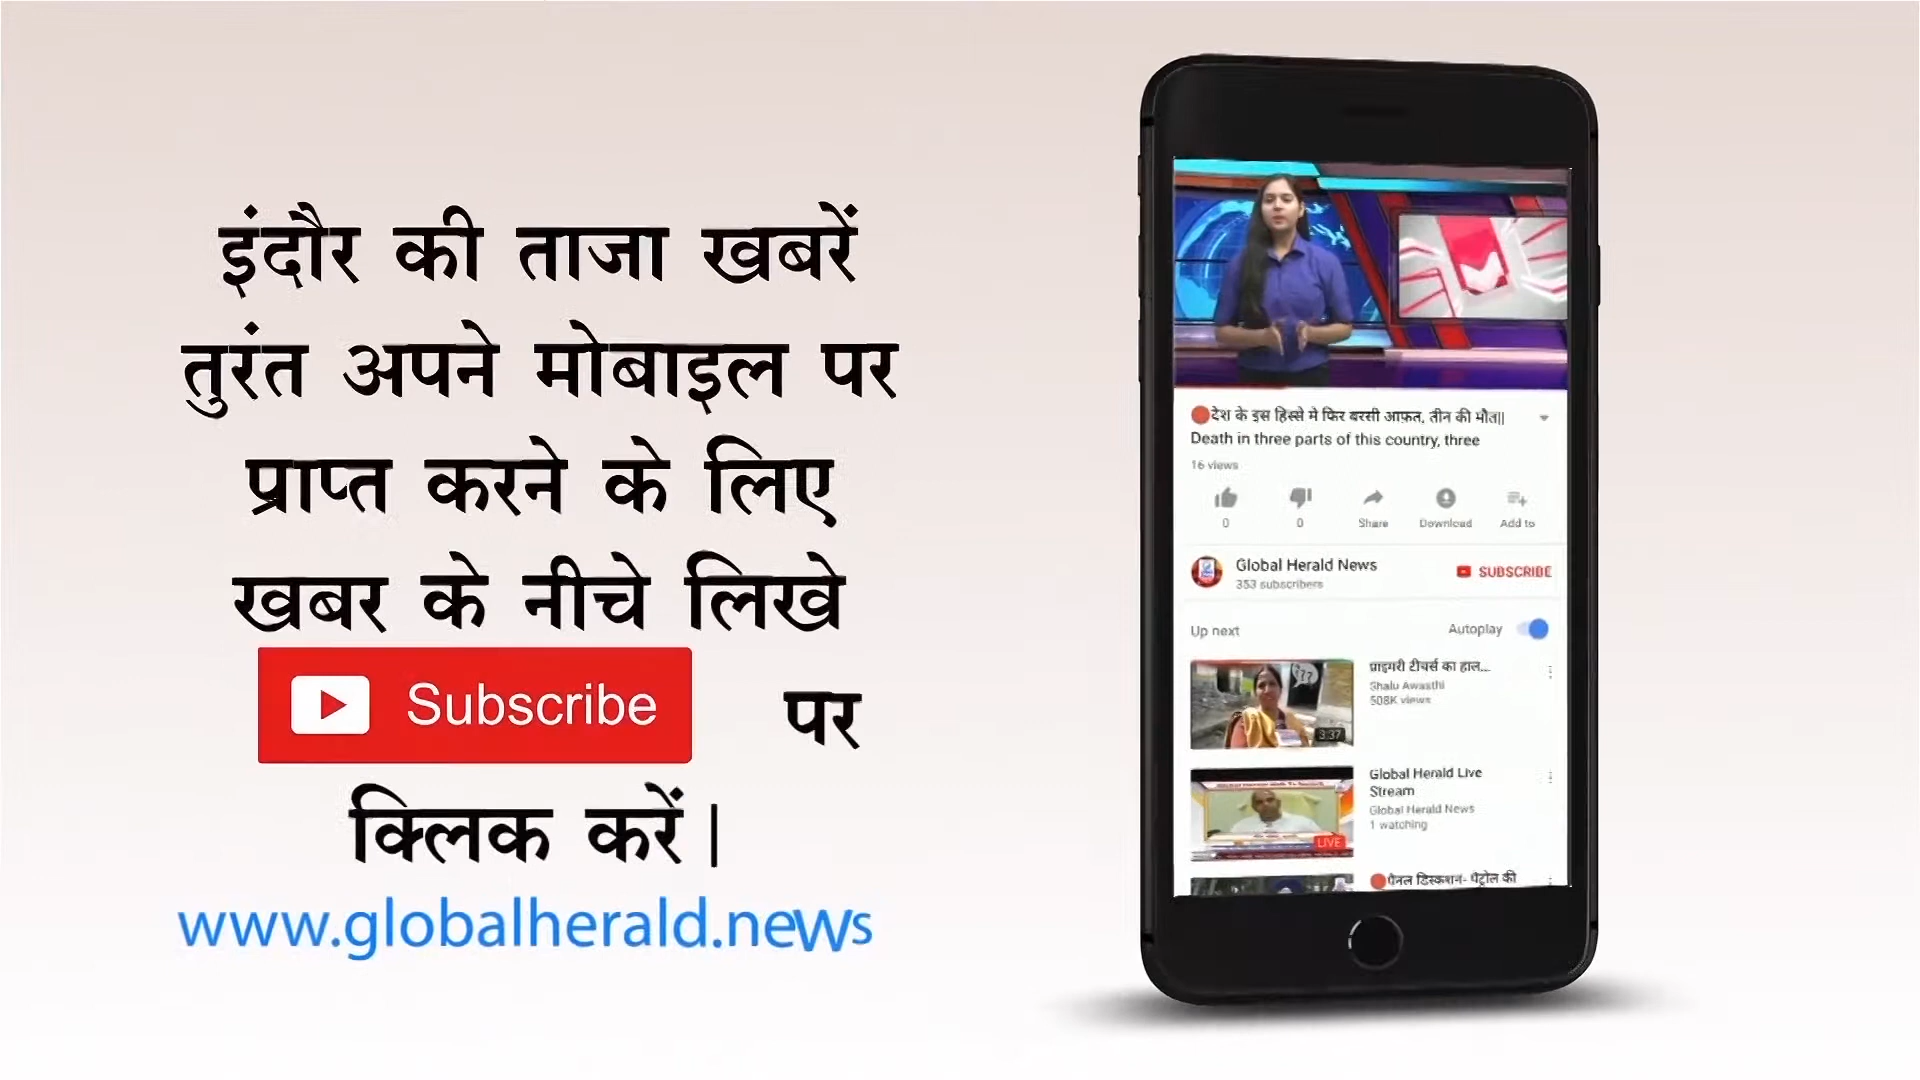 इंदौर की ताजा खबरें
तुरंत अपने मोबाइल पर
प्राप्त करने के लिए
खबर के नीचे लिखे
Subscribe पर
क्लिक करें|
www.globalherald.news
देश के इस हिस्से मे फिर बरसी आफ़त, तीन की मौत||
Death in three parts of this country, three
16 views
0
0
Share
Download
Add to
Global Herald News
353 subscribers
SUBSCRIBE
Up next
Autoplay
???
3:37
प्राइमरी टीचर्स का हाल...
Shalu Awasthi
508K views
LIVE
Global Herald Live
Stream
Global Herald News
1 watching
पैनल डिस्कशन- पेट्रोल की